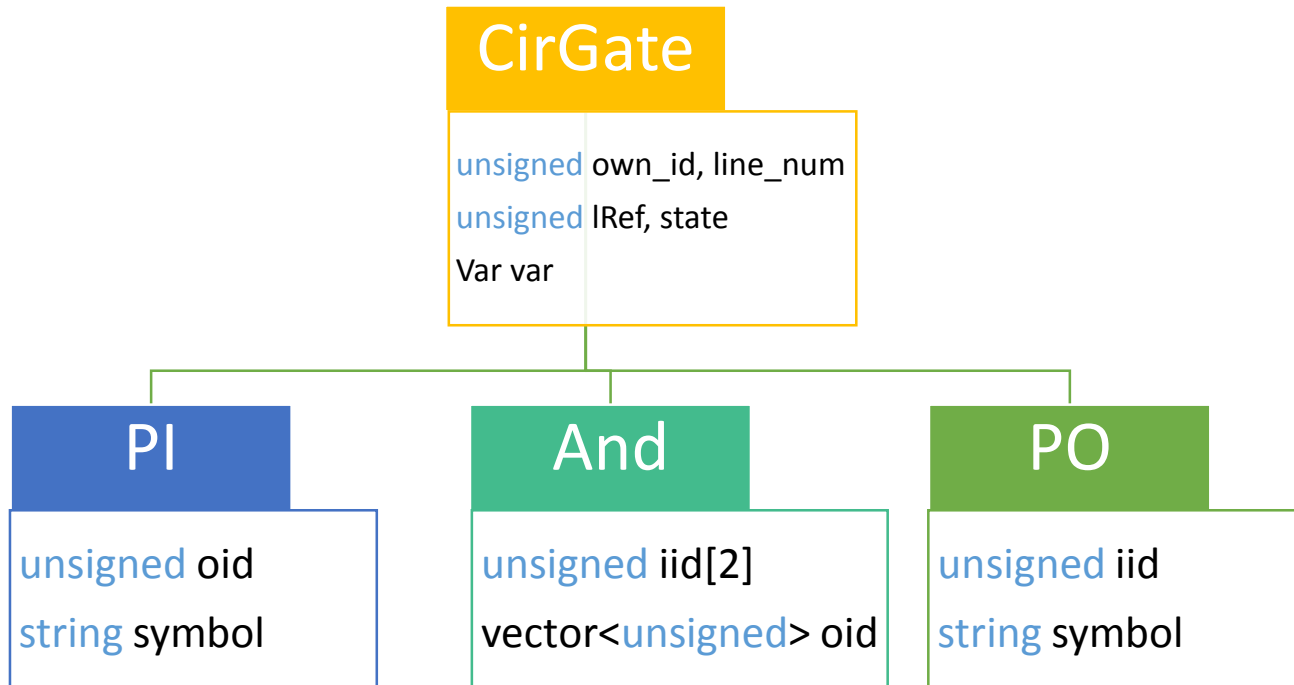 CirGate
unsigned own_id, line_num
unsigned lRef, state
Var var
PI
unsigned oid
string symbol
And
unsigned iid[2]
vector<unsigned> oid
PO
unsigned iid
string symbol